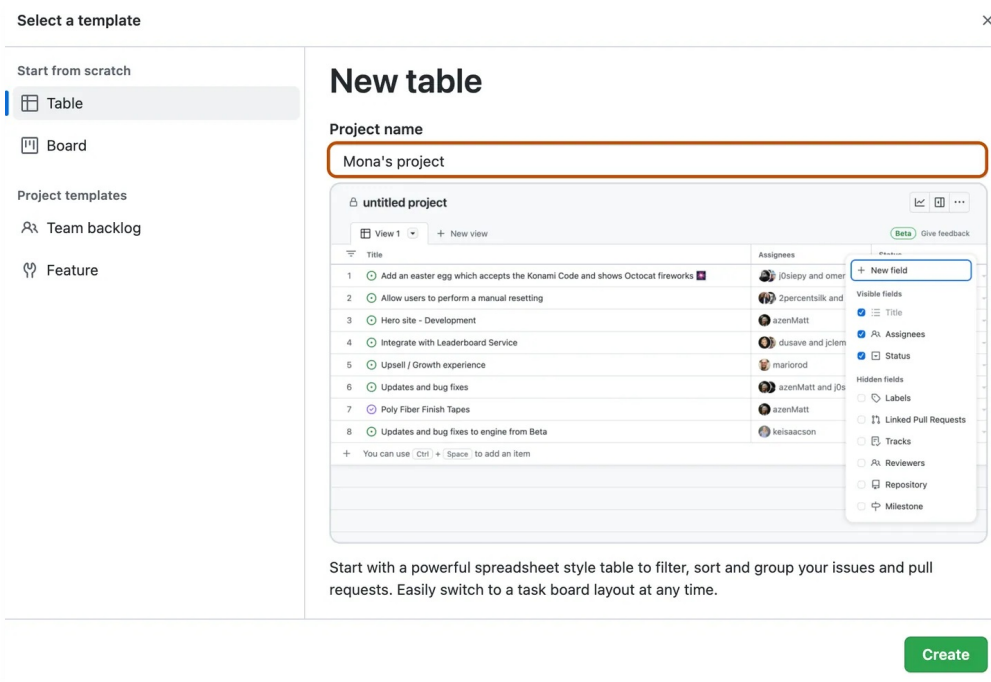 Select a template
Start from scratch
Table
Board
Project templates
Team backlog
Feature
New table
Project name
Mona's project
untitled project
View 1
+ New view
Beta Give feedback
Title Assignees
1 Add an easter egg which accepts the Konami Code and shows Octocat fireworks j0siepy and omer
2 Allow users to perform a manual resetting 2percentsilk and
3 Hero site - Development azenMatt
4 Integrate with Leaderboard Service dusave and jclem
5 Upsell / Growth experience mariorod
6 Updates and bug fixes azenMatt and j0s
7 Poly Fiber Finish Tapes azenMatt
8 Updates and bug fixes to engine from Beta keisaacson
+ You can use Ctrl + Space to add an item
+ New field
Visible fields
Title
Assignees
Status
Hidden fields
Labels
Linked Pull Requests
Tracks
Reviewers
Repository
Milestone
Start with a powerful spreadsheet style table to filter, sort and group your issues and pull
requests. Easily switch to a task board layout at any time.
Create